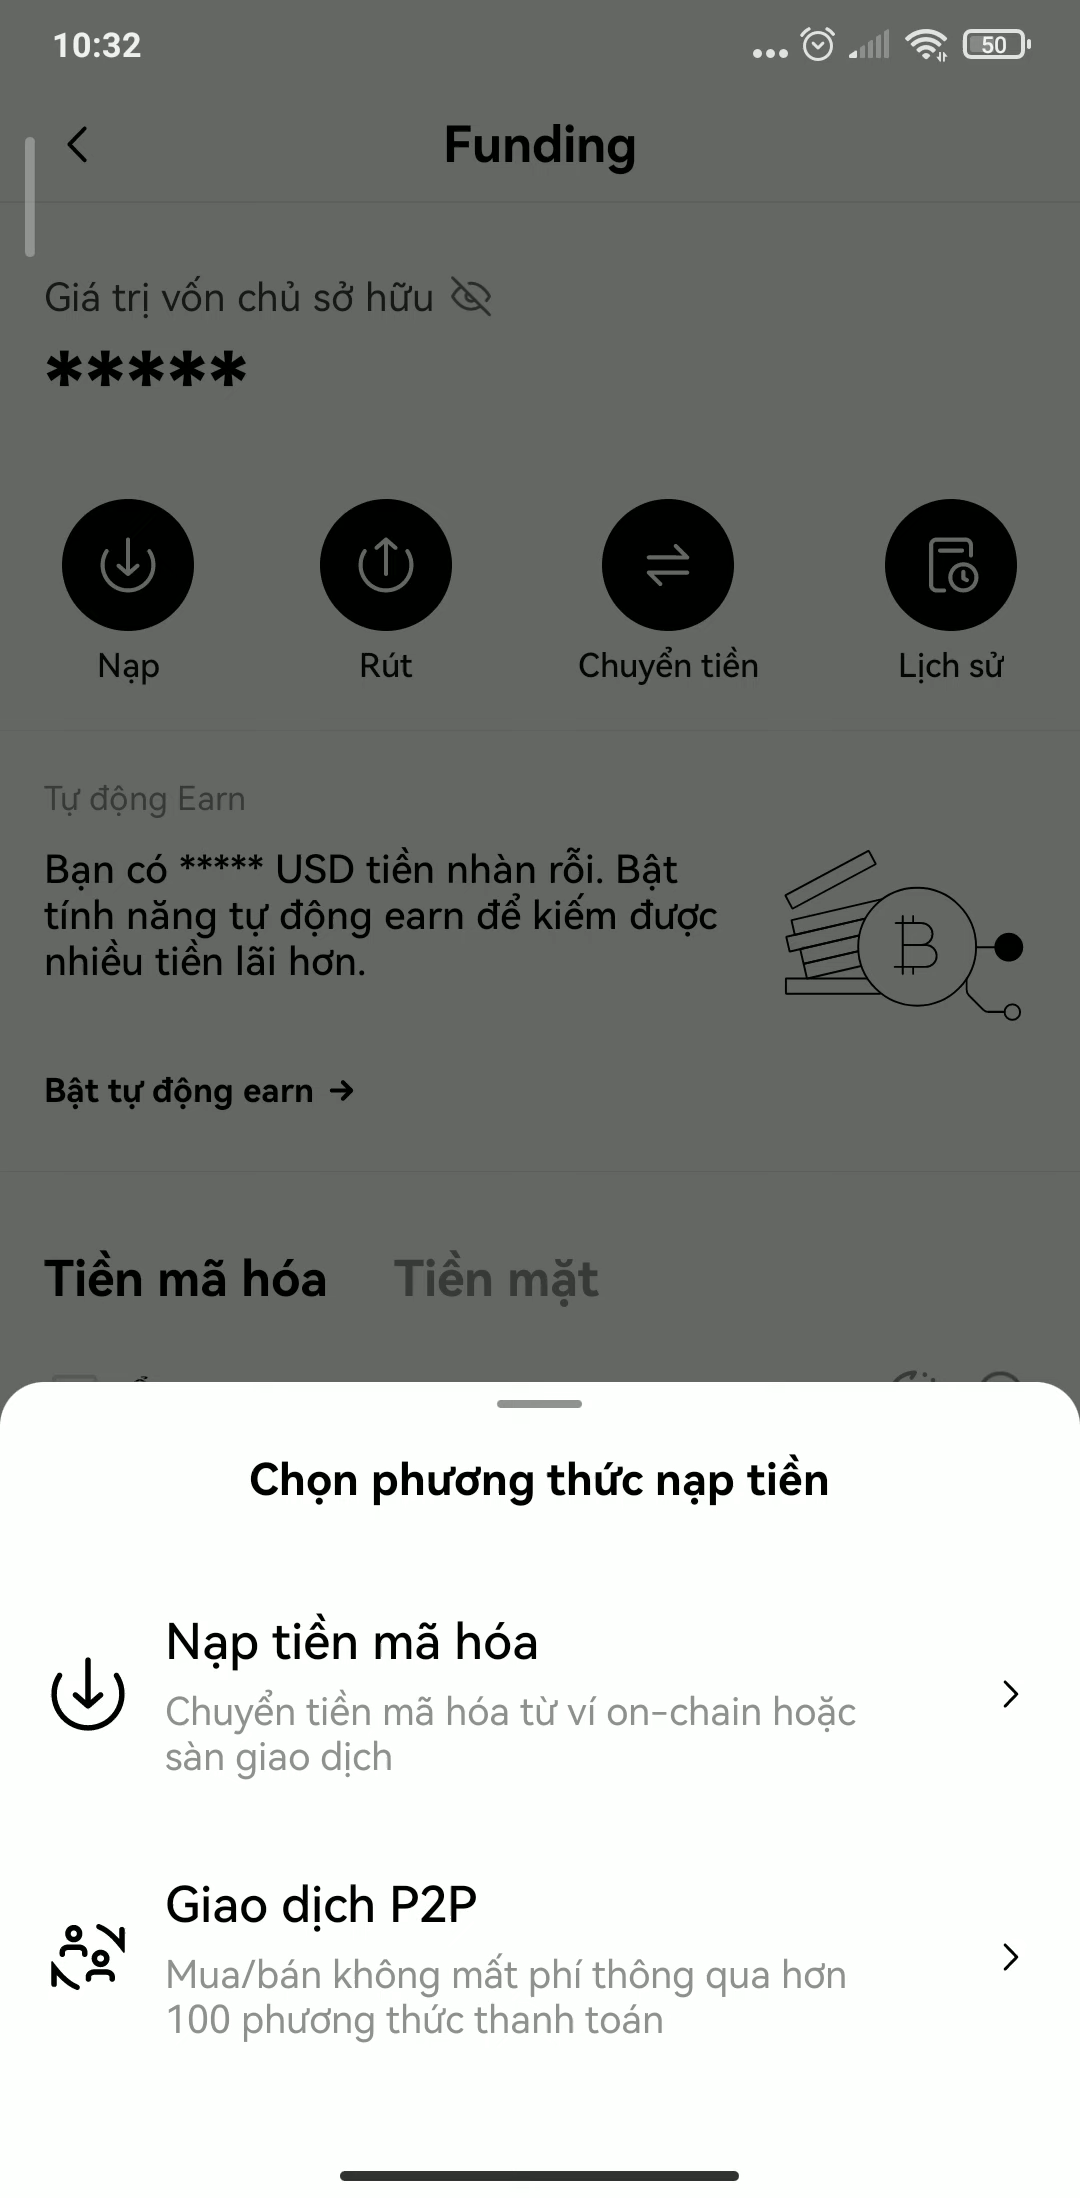 10:32
50
Funding
Giá trị vốn chủ sở hữu
*****
Nạp
Rút
Chuyển tiền
Lịch sử
Tự động Earn
Bạn có ***** USD tiền nhàn rỗi. Bật
tính năng tự động earn để kiếm được
nhiều tiền lãi hơn.
Bật tự động earn →
Tiền mã hóa
Tiền mặt
Chọn phương thức nạp tiền
Nạp tiền mã hóa
Chuyển tiền mã hóa từ ví on-chain hoặc
sàn giao dịch
Giao dịch P2P
Mua/bán không mất phí thông qua hơn
100 phương thức thanh toán